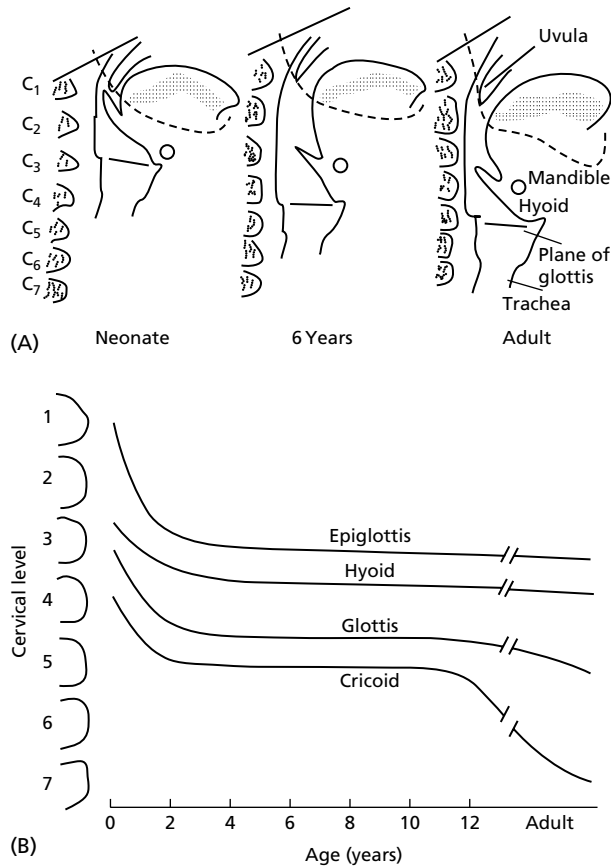 Uvula
C1
C2
C3
C4
C5
C6
C7
Mandible
Hyoid
Plane of
glottis
Trachea
(A)
Neonate
6 Years
Adult
1
2
3
4
5
6
7
Cervical level
Epiglottis
Hyoid
Glottis
Cricoid
0 2 4 6 8 10 12 Adult
Age (years)
(B)